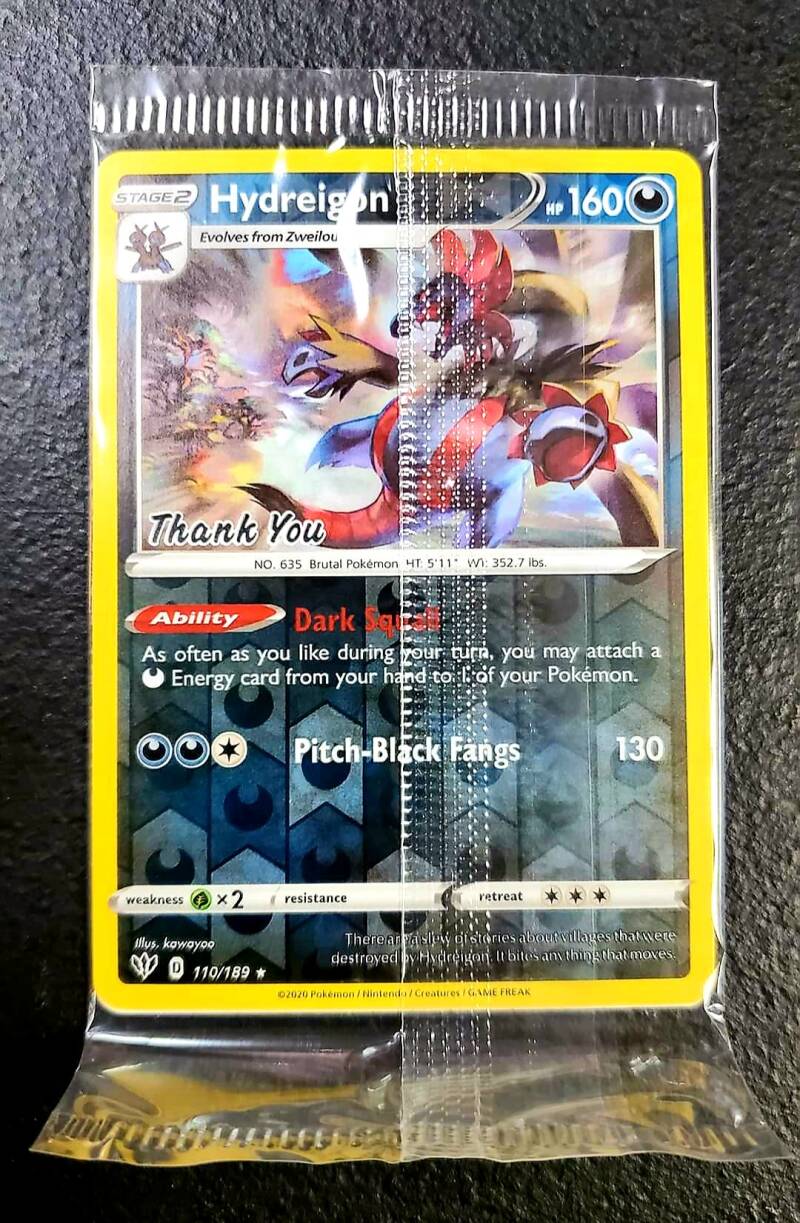 STAGE 2 Hydreigon HP 160
Evolves from Zweilou
Thank You
NO. 635 Brutal Pokémon HT: 5'11" WT: 352.7 lbs.
Ability Dark Squall
As often as you like during your turn, you may attach a
Energy card from your hand to 1 of your Pokémon.
Pitch-Black Fangs 130
weakness ×2 resistance retreat
Illus. kawayoo
There are a slew of stories about villages that were
destroyed by Hydreigon. It bites anything that moves.
D 110/189 ★
©2020 Pokémon / Nintendo / Creatures / GAME FREAK